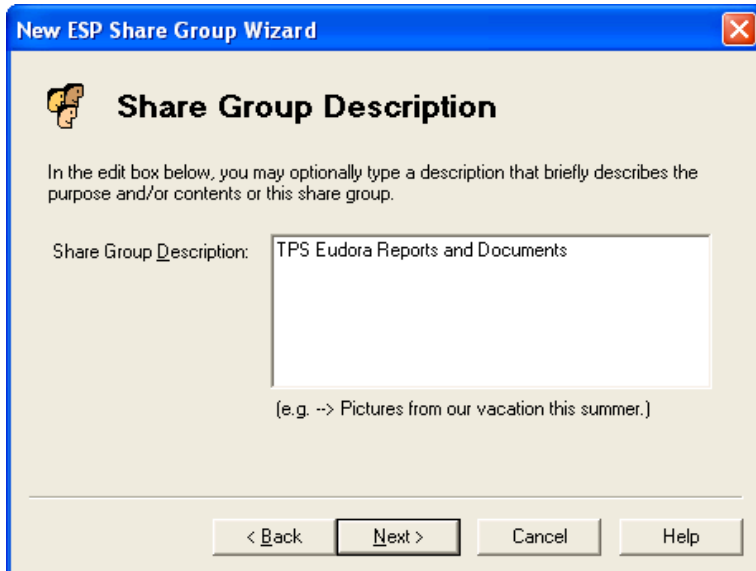 New ESP Share Group Wizard
Share Group Description
In the edit box below, you may optionally type a description that briefly describes the
purpose and/or contents or this share group.
Share Group Description:
TPS Eudora Reports and Documents
(e.g. --> Pictures from our vacation this summer.)
< Back
Next >
Cancel
Help